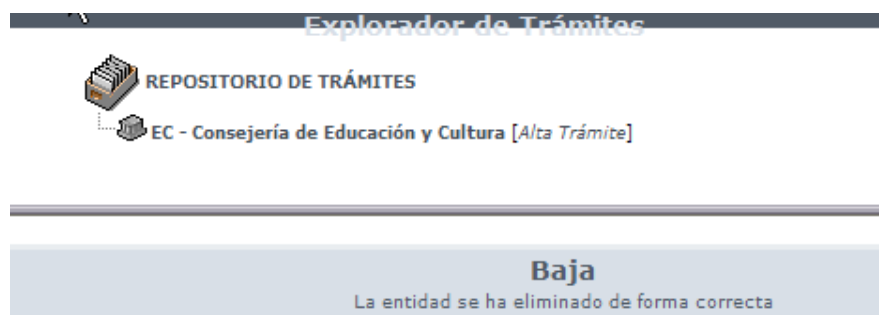 Explorador de Trámites
REPOSITORIO DE TRÁMITES
EC - Consejería de Educación y Cultura [Alta Trámite]
Baja
La entidad se ha eliminado de forma correcta